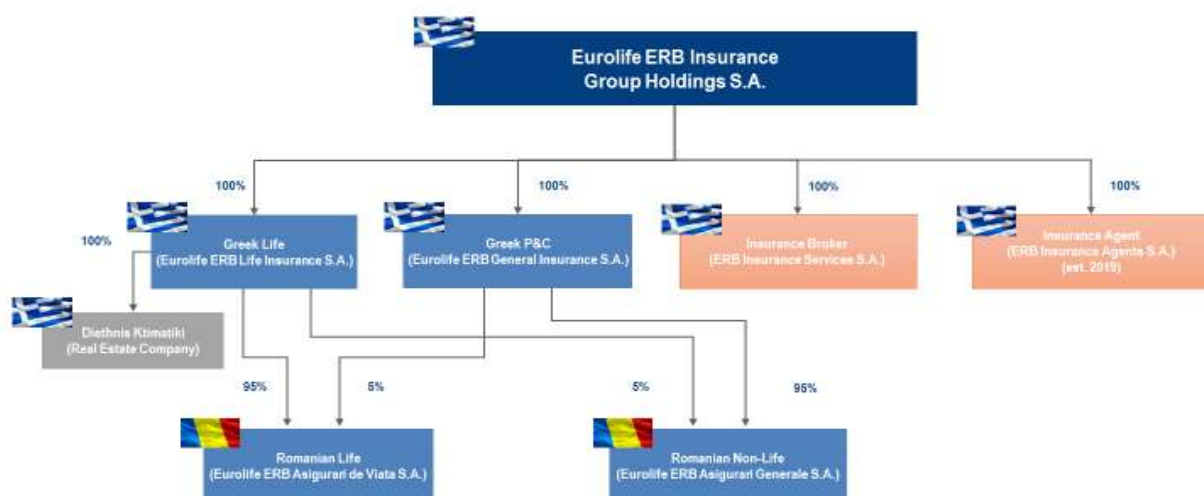 Eurolife ERB Insurance
Group Holdings S.A.
100%
100%
100%
100%
Greek Life
(Eurolife ERB Life Insurance S.A.)
Greek P&C
(Eurolife ERB General Insurance S.A.)
Insurance Broker
(ERB Insurance Services S.A.)
Insurance Agent
(ERB Insurance Agents S.A.)
(est. 2019)
100%
Diethnis Ktimatiki
(Real Estate Company)
95%
5%
5%
95%
Romanian Life
(Eurolife ERB Asigurari de Viata S.A.)
Romanian Non-Life
(Eurolife ERB Asigurari Generale S.A.)